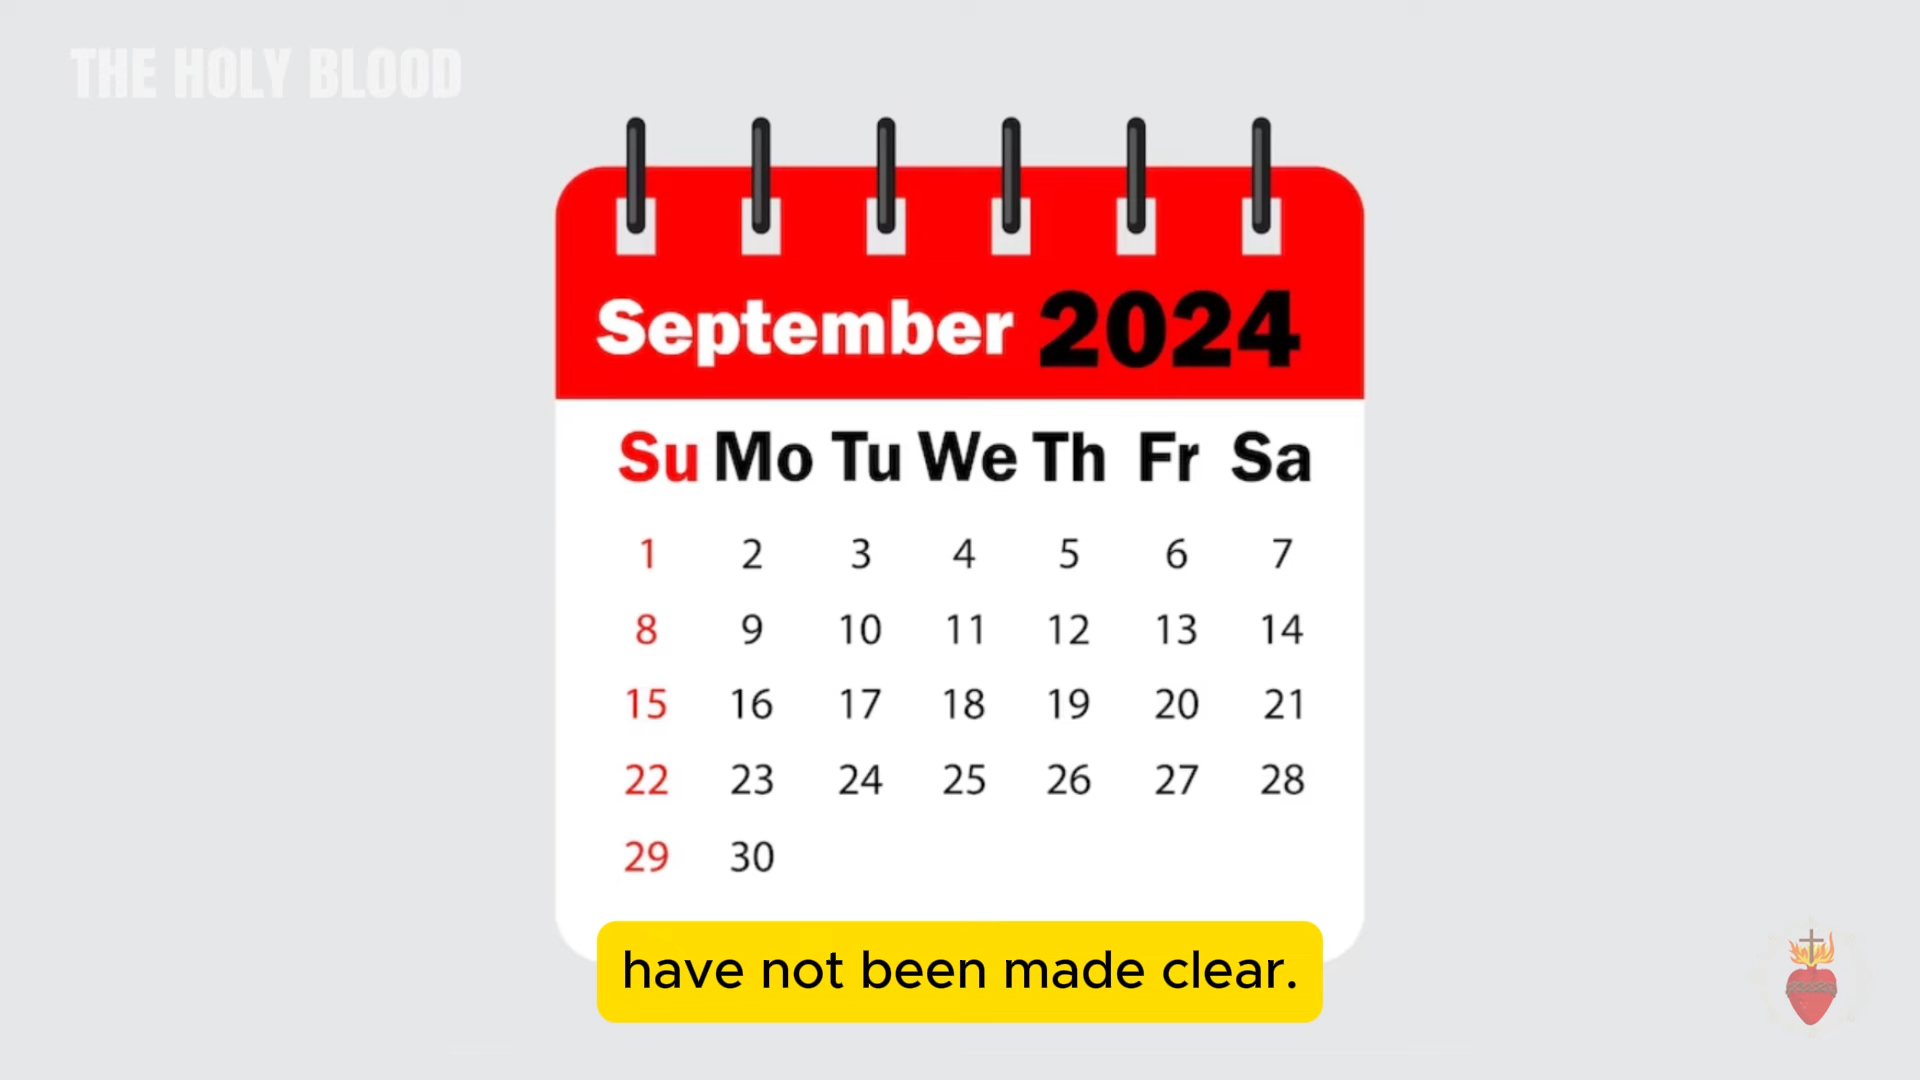 THE HOLY BLOOD
September 2024
Su Mo Tu We Th Fr Sa
1 2 3 4 5 6 7
8 9 10 11 12 13 14
15 16 17 18 19 20 21
22 23 24 25 26 27 28
29 30
have not been made clear.